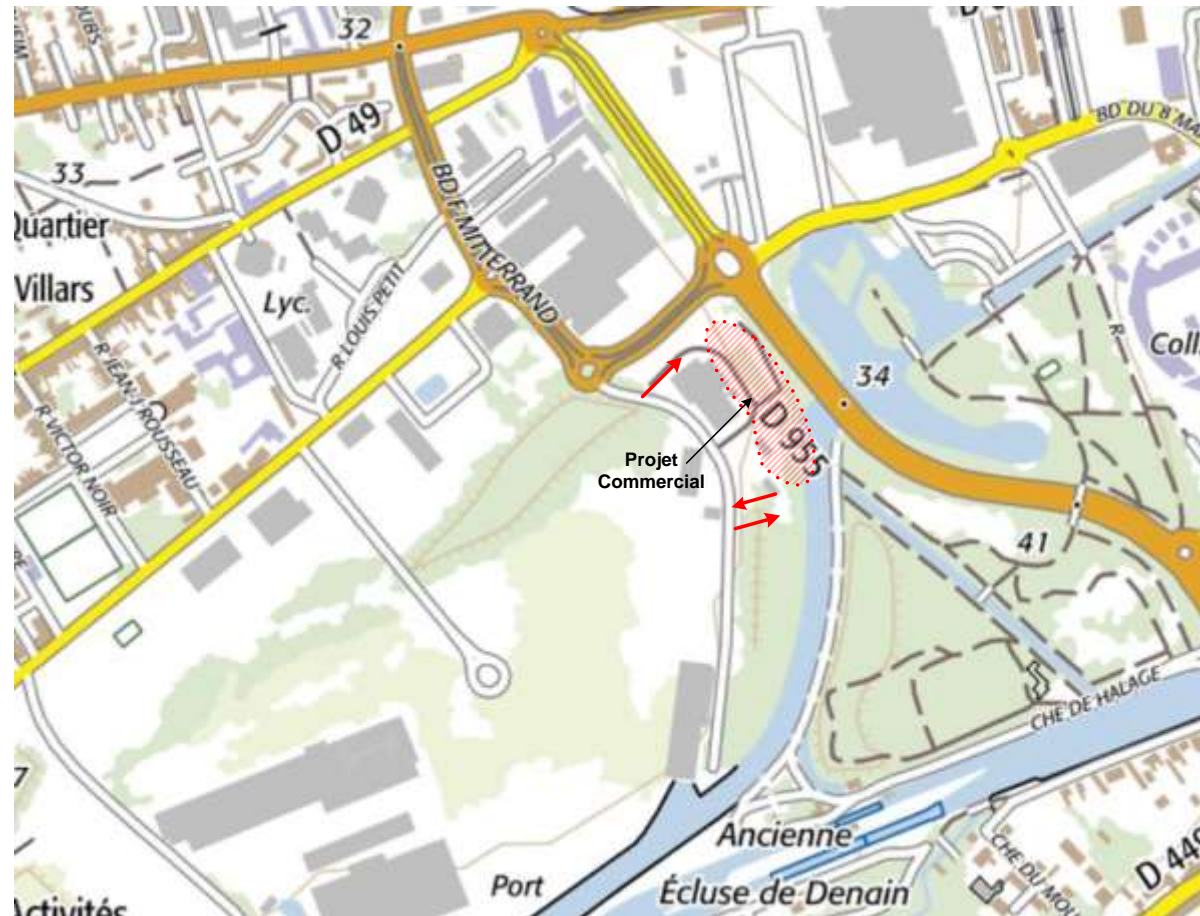 32
D 49
33
Quartier
Villars
Lyc.
R LOUIS PETIT
BD F. MITTERRAND
BD DU 8 MA
R JEAN-J ROUSSEAU
R VICTOR NOIR
34
R.
Coll
D 955
Projet
Commercial
41
CHE DE HALAGE
7
Ancienne
Écluse de Denain
Port
Activités
CHE DU MOU
D 449